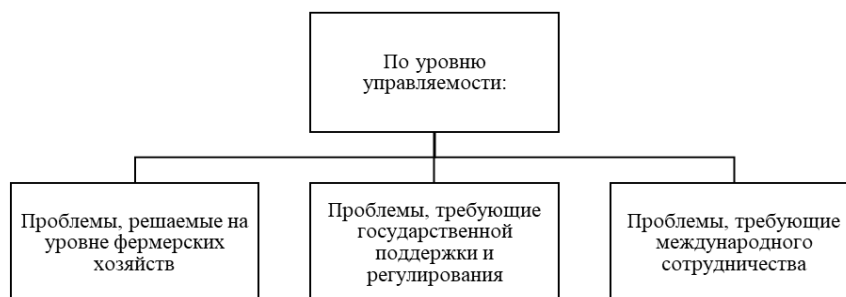 По уровню
управляемости:
Проблемы, решаемые на
уровне фермерских
хозяйств
Проблемы, требующие
государственной
поддержки и
регулирования
Проблемы, требующие
международного
сотрудничества